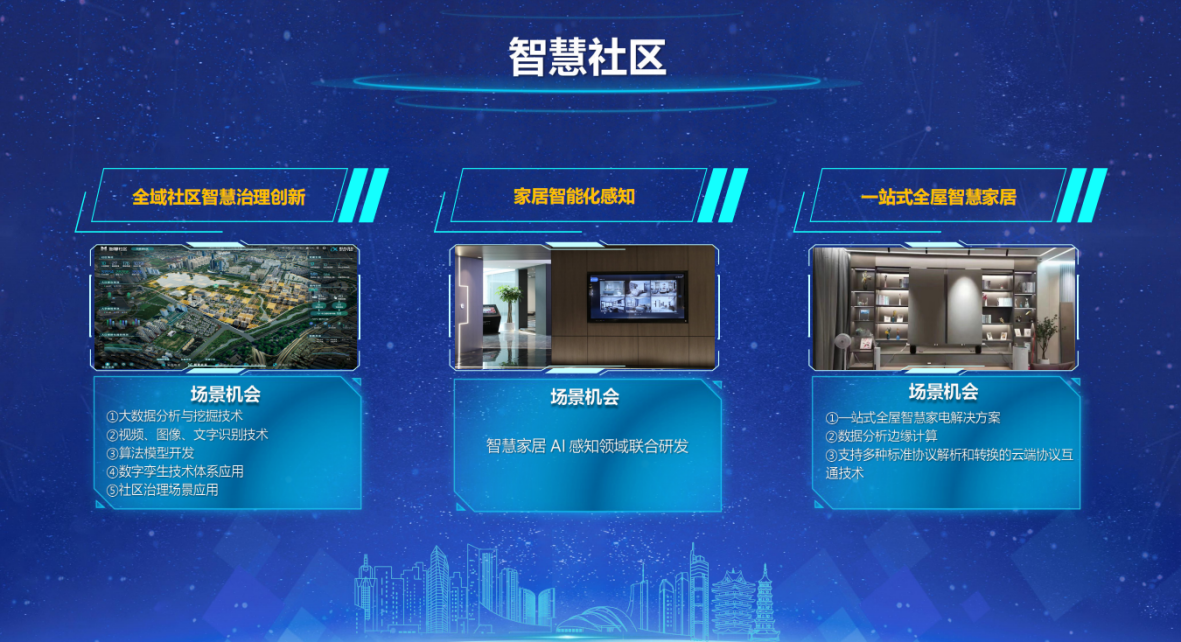 智慧社区
全域社区智慧治理创新
场景机会
①大数据分析与挖掘技术
②视频、图像、文字识别技术
③算法模型开发
④数字孪生技术体系应用
⑤社区治理场景应用
家居智能化感知
场景机会
智慧家居 AI 感知领域联合研发
一站式全屋智慧家居
场景机会
①一站式全屋智慧家电解决方案
②数据分析边缘计算
③支持多种标准协议解析和转换的云端协议互
通技术